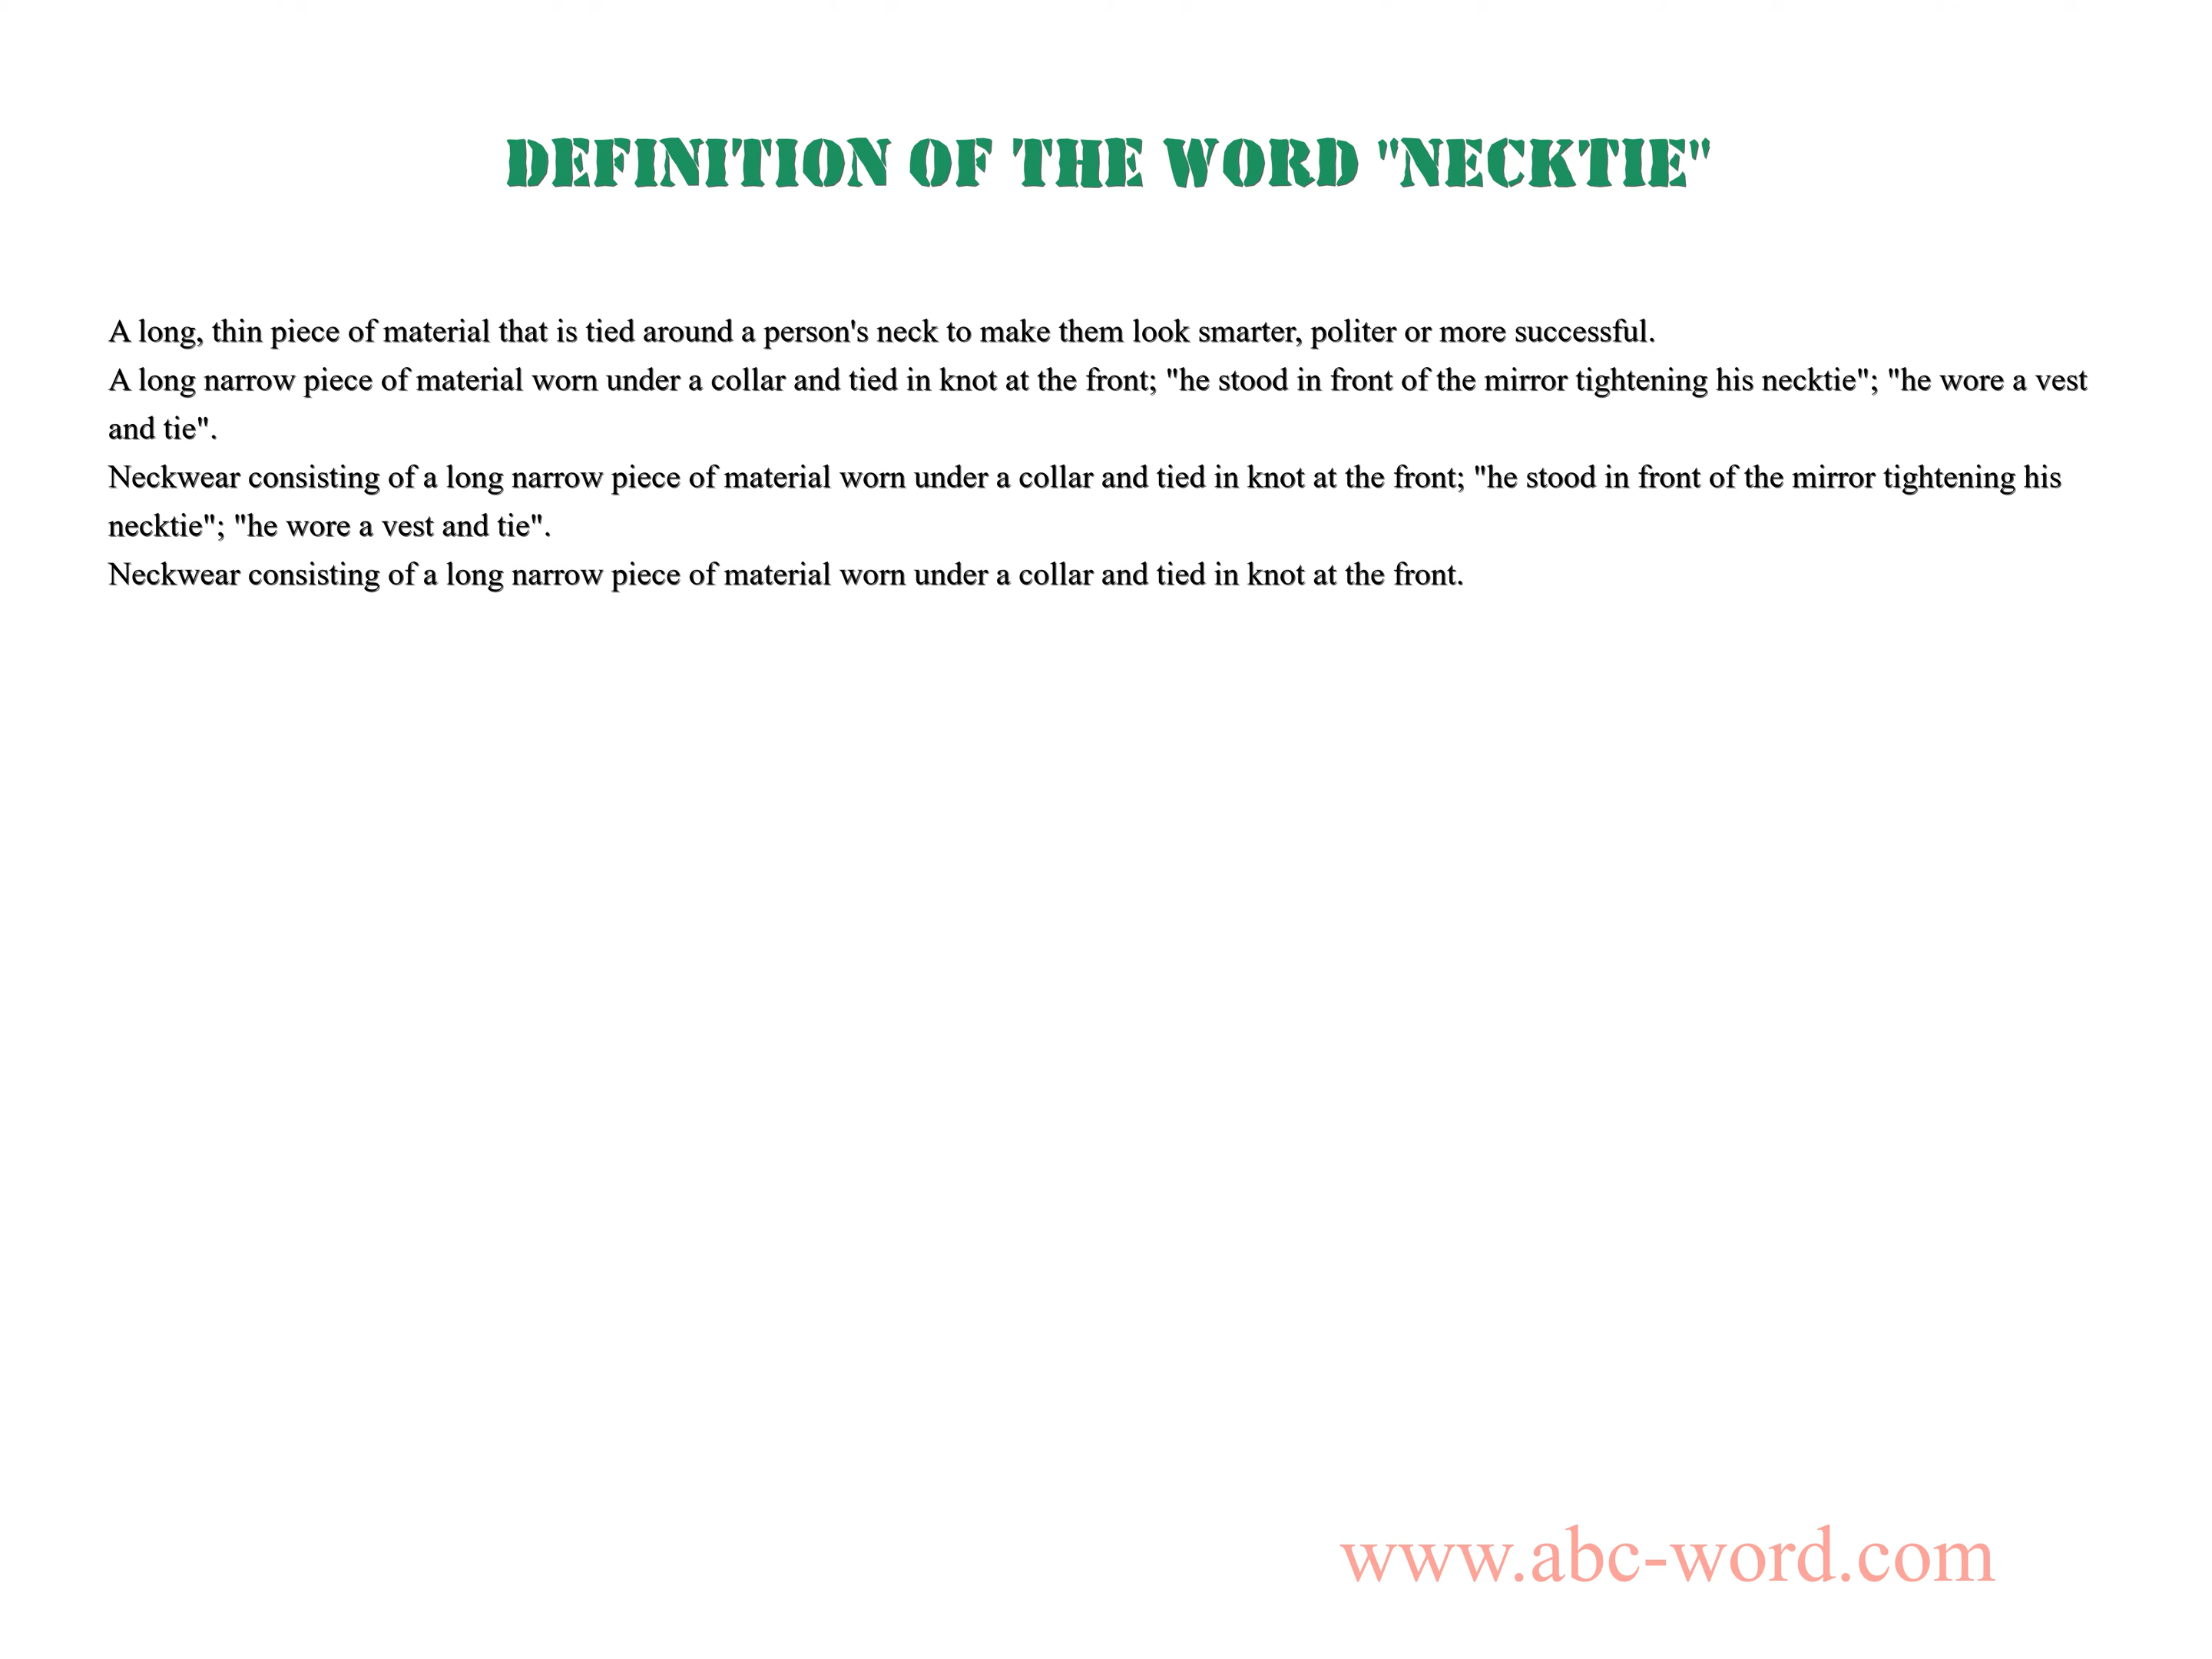 DEFINITION OF THE WORD "NECKTIE"
A long, thin piece of material that is tied around a person's neck to make them look smarter, politer or more successful.
A long narrow piece of material worn under a collar and tied in knot at the front; "he stood in front of the mirror tightening his necktie"; "he wore a vest
and tie".
Neckwear consisting of a long narrow piece of material worn under a collar and tied in knot at the front; "he stood in front of the mirror tightening his
necktie"; "he wore a vest and tie".
Neckwear consisting of a long narrow piece of material worn under a collar and tied in knot at the front.
www.abc-word.com